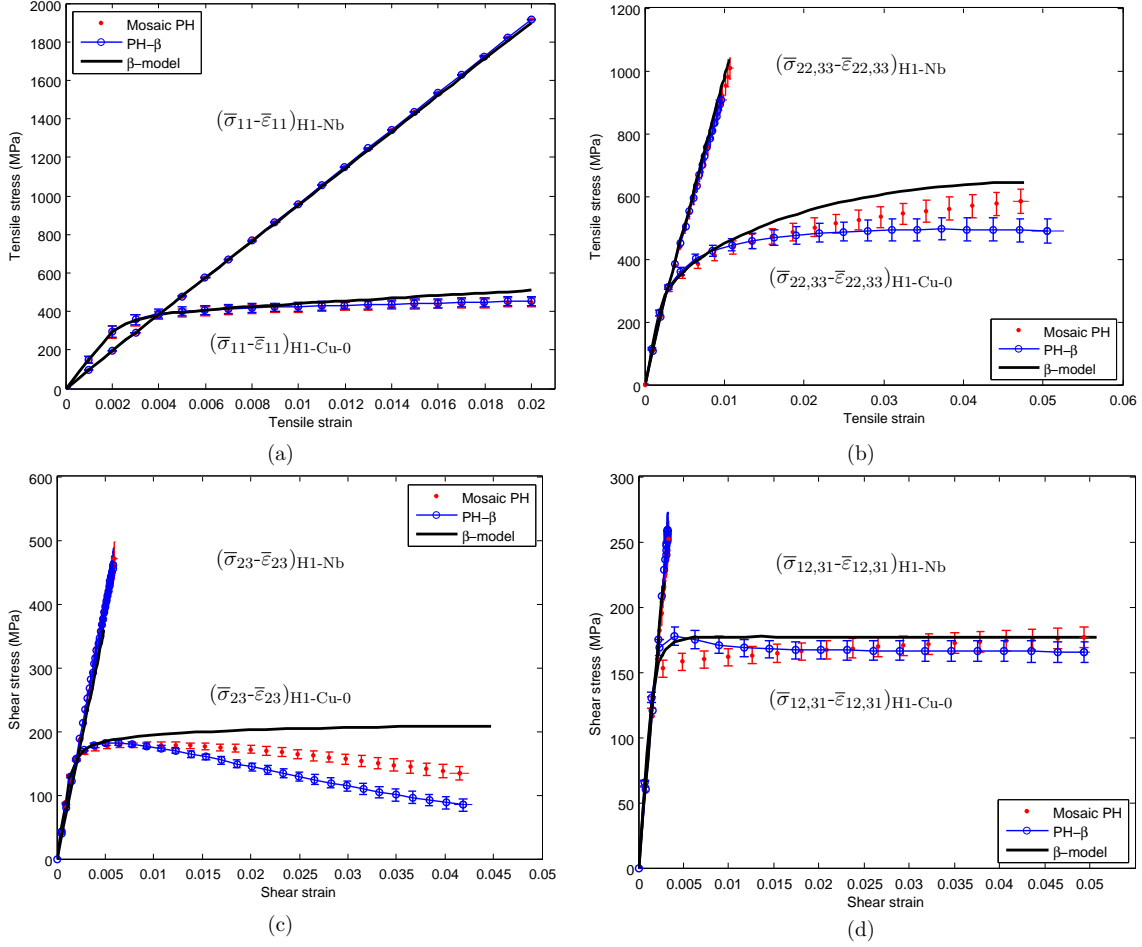 2000
1800
1600
1400
1200
1000
800
600
400
200
0
Tensile stress (MPa)
Mosaic PH
PH−β
β−model
(σ̅11-ε̅11)H1-Nb
(σ̅11-ε̅11)H1-Cu-0
0 0.002 0.004 0.006 0.008 0.01 0.012 0.014 0.016 0.018 0.02
Tensile strain
(a)
1200
1000
800
600
400
200
0
Tensile stress (MPa)
(σ̅22,33-ε̅22,33)H1-Nb
(σ̅22,33-ε̅22,33)H1-Cu-0
Mosaic PH
PH−β
β−model
0 0.01 0.02 0.03 0.04 0.05 0.06
Tensile strain
(b)
600
500
400
300
200
100
0
Shear stress (MPa)
Mosaic PH
PH−β
β−model
(σ̅23-ε̅23)H1-Nb
(σ̅23-ε̅23)H1-Cu-0
0 0.005 0.01 0.015 0.02 0.025 0.03 0.035 0.04 0.045 0.05
Shear strain
(c)
300
250
200
150
100
50
0
Shear stress (MPa)
(σ̅12,31-ε̅12,31)H1-Nb
(σ̅12,31-ε̅12,31)H1-Cu-0
Mosaic PH
PH−β
β−model
0 0.005 0.01 0.015 0.02 0.025 0.03 0.035 0.04 0.045 0.05
Shear strain
(d)